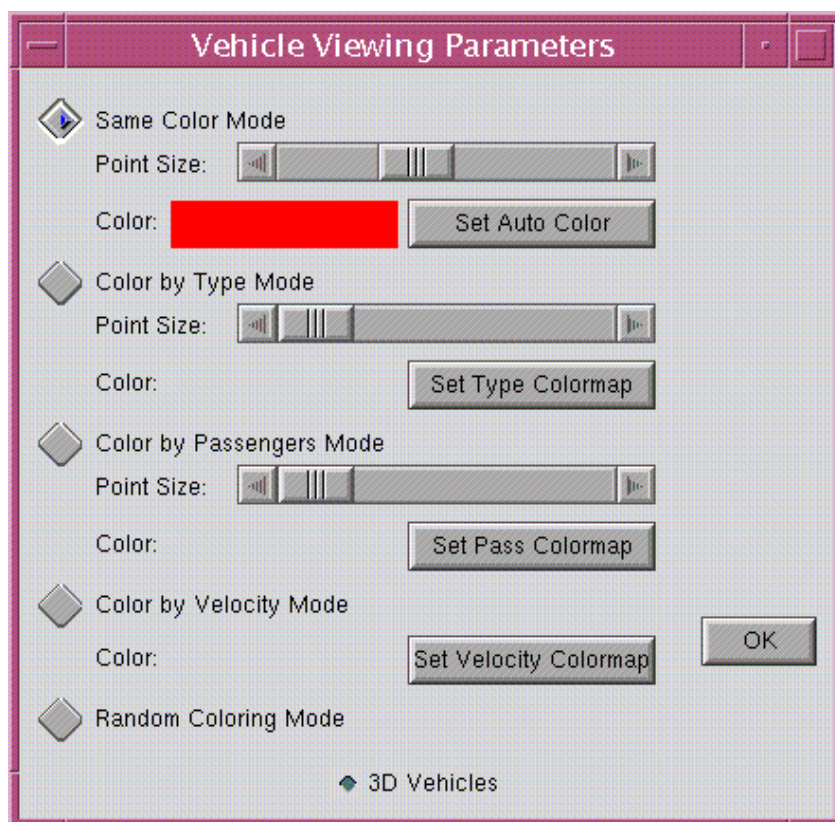 Vehicle Viewing Parameters
Same Color Mode
Point Size:
Color:
Set Auto Color
Color by Type Mode
Point Size:
Color:
Set Type Colormap
Color by Passengers Mode
Point Size:
Color:
Set Pass Colormap
Color by Velocity Mode
Color:
Set Velocity Colormap
OK
Random Coloring Mode
3D Vehicles